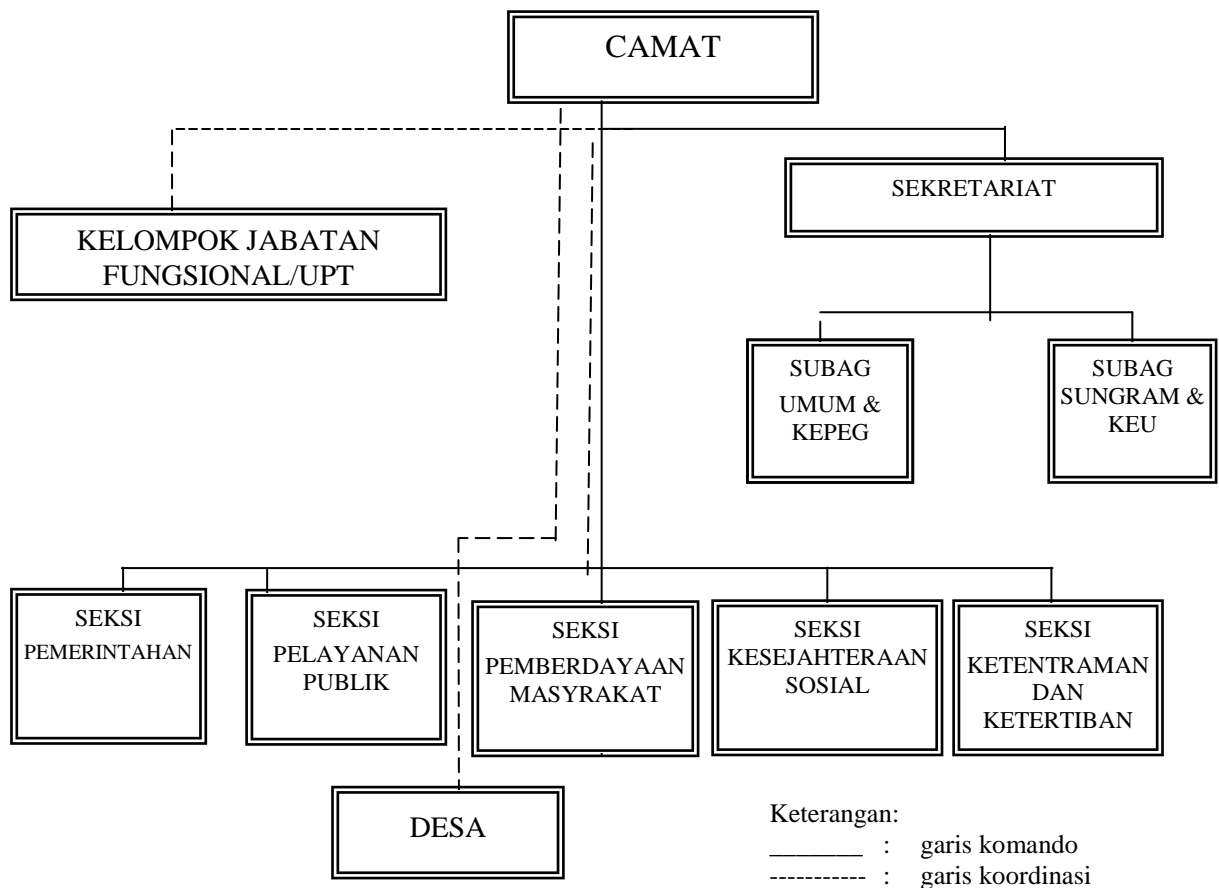 CAMAT
SEKRETARIAT
KELOMPOK JABATAN
FUNGSIONAL/UPT
SUBAG
UMUM &
KEPEG
SUBAG
SUNGRAM &
KEU
SEKSI
PEMERINTAHAN
SEKSI
PELAYANAN
PUBLIK
SEKSI
PEMBERDAYAAN
MASYRAKAT
SEKSI
KESEJAHTERAAN
SOSIAL
SEKSI
KETENTRAMAN
DAN
KETERTIBAN
DESA
Keterangan:
_______ : garis komando
----------- : garis koordinasi